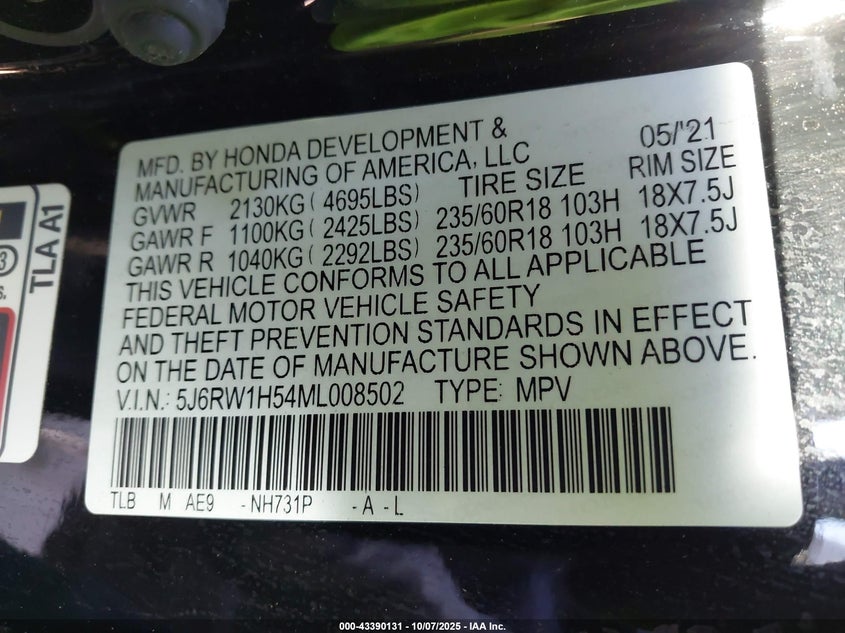 MFD. BY HONDA DEVELOPMENT & 05/'21
MANUFACTURING OF AMERICA, LLC
TIRE SIZE RIM SIZE
GVWR 2130KG ( 4695LBS)
GAWR F 1100KG ( 2425LBS) 235/60R18 103H 18X7.5J
GAWR R 1040KG ( 2292LBS) 235/60R18 103H 18X7.5J
THIS VEHICLE CONFORMS TO ALL APPLICABLE
FEDERAL MOTOR VEHICLE SAFETY
AND THEFT PREVENTION STANDARDS IN EFFECT
ON THE DATE OF MANUFACTURE SHOWN ABOVE.
V.I.N.: 5J6RW1H54ML008502 TYPE: MPV
TLB M AE9 -NH731P -A-L
TLA A1
3
s.
000-43390131 - 10/07/2025 - IAA Inc.